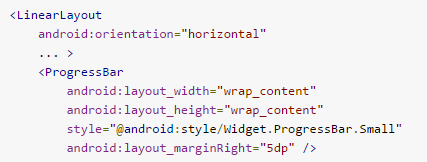 <LinearLayout
    android:orientation="horizontal"
    ... >
    <ProgressBar
        android:layout_width="wrap_content"
        android:layout_height="wrap_content"
        style="@android:style/Widget.ProgressBar.Small"
        android:layout_marginRight="5dp" />